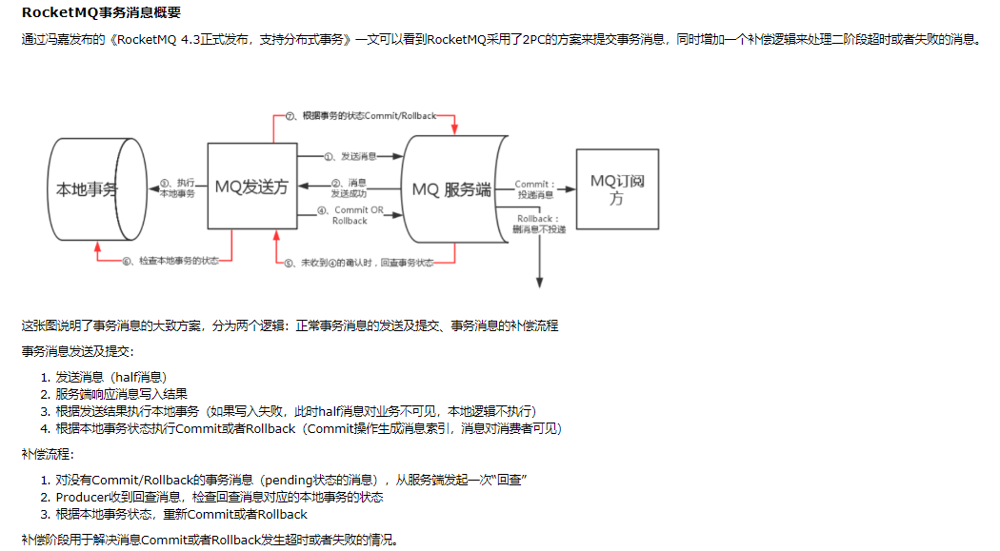 RocketMQ事务消息概要
通过冯嘉发布的《RocketMQ 4.3正式发布，支持分布式事务》一文可以看到RocketMQ采用了2PC的方案来提交事务消息，同时增加一个补偿逻辑来处理二阶段超时或者失败的消息。
⑦、根据事务的状态Commit/Rollback
①、发送消息
本地事务
③、执行
本地事务
MQ发送方
②、消息
发送成功
MQ 服务端
Commit：
投递消息
MQ订阅
方
④、Commit OR
Rollback
Rollback：
删消息不投递
⑥、检查本地事务的状态
⑤、未收到④的确认时，回查事务状态
这张图说明了事务消息的大致方案，分为两个逻辑：正常事务消息的发送及提交、事务消息的补偿流程
事务消息发送及提交：
1. 发送消息（half消息）
2. 服务端响应消息写入结果
3. 根据发送结果执行本地事务（如果写入失败，此时half消息对业务不可见，本地逻辑不执行）
4. 根据本地事务状态执行Commit或者Rollback（Commit操作生成消息索引，消息对消费者可见）
补偿流程：
1. 对没有Commit/Rollback的事务消息（pending状态的消息），从服务端发起一次“回查”
2. Producer收到回查消息，检查回查消息对应的本地事务的状态
3. 根据本地事务状态，重新Commit或者Rollback
补偿阶段用于解决消息Commit或者Rollback发生超时或者失败的情况。